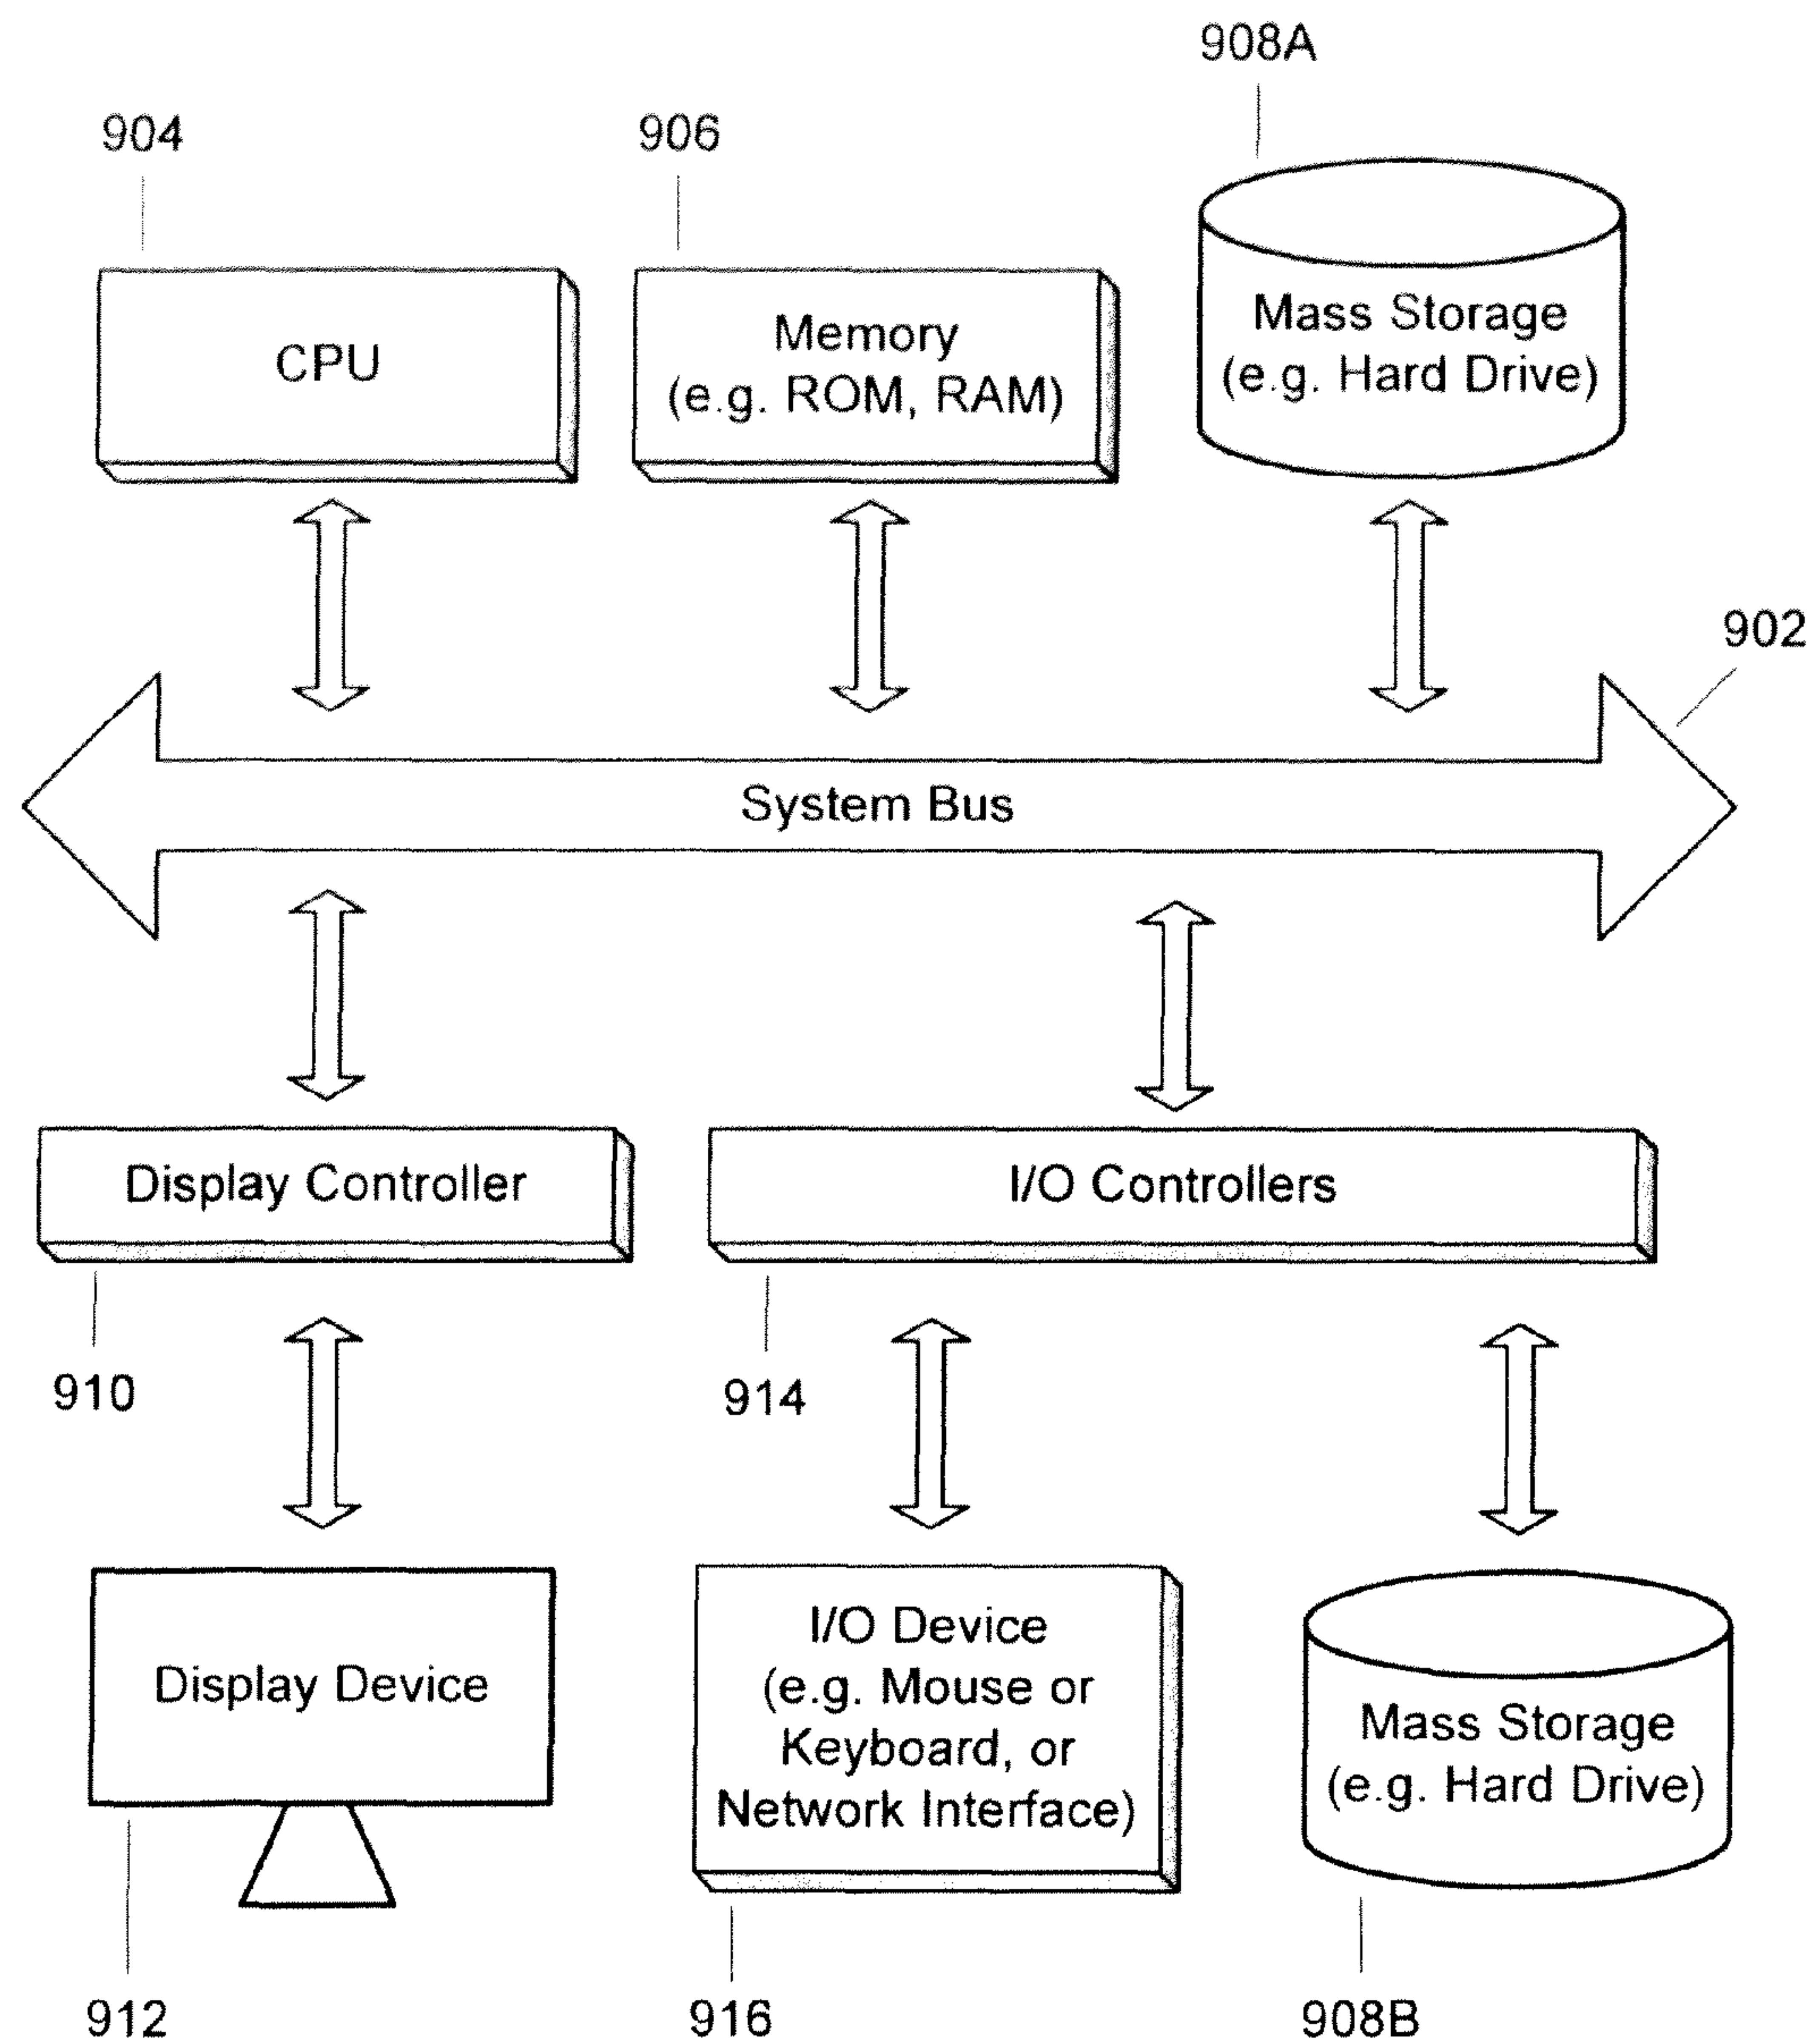 908A
904
906
CPU
Memory
(e.g. ROM, RAM)
Mass Storage
(e.g. Hard Drive)
902
System Bus
Display Controller
I/O Controllers
910
914
Display Device
I/O Device
(e.g. Mouse or
Keyboard, or
Network Interface)
Mass Storage
(e.g. Hard Drive)
912
916
908B